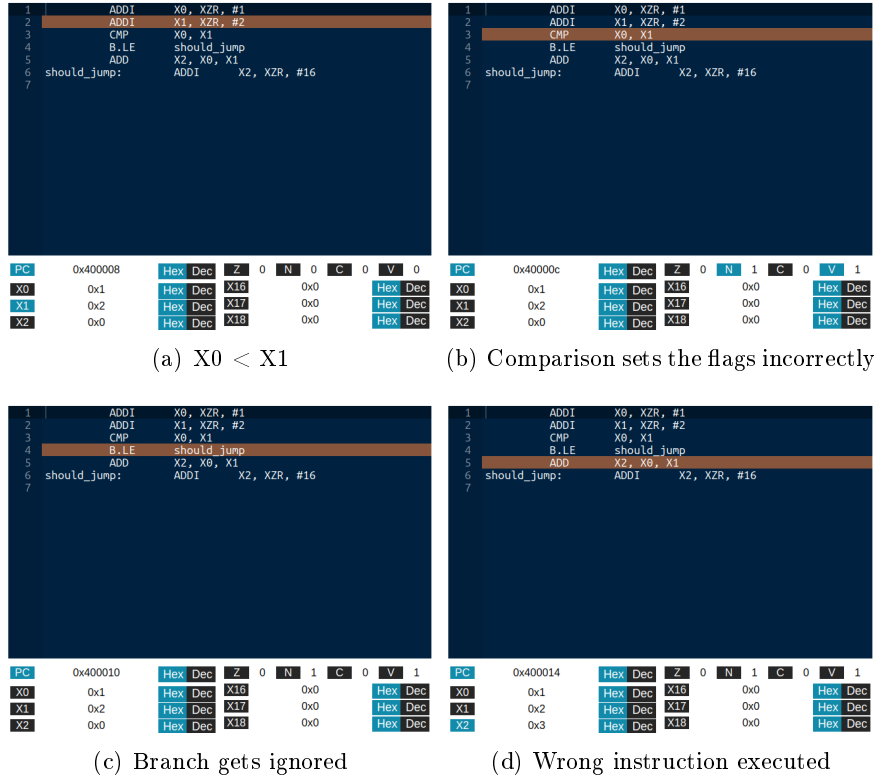 1 ADDI X0, XZR, #1
2 ADDI X1, XZR, #2
3 CMP X0, X1
4 B.LE should_jump
5 ADD X2, X0, X1
6 should_jump: ADDI X2, XZR, #16
7
PC 0x400008 Hex Dec Z 0 N 0 C 0 V 0
X0 0x1 Hex Dec X16 0x0 Hex Dec
X1 0x2 Hex Dec X17 0x0 Hex Dec
X2 0x0 Hex Dec X18 0x0 Hex Dec
(a) X0 < X1
1 ADDI X0, XZR, #1
2 ADDI X1, XZR, #2
3 CMP X0, X1
4 B.LE should_jump
5 ADD X2, X0, X1
6 should_jump: ADDI X2, XZR, #16
7
PC 0x40000c Hex Dec Z 0 N 1 C 0 V 1
X0 0x1 Hex Dec X16 0x0 Hex Dec
X1 0x2 Hex Dec X17 0x0 Hex Dec
X2 0x0 Hex Dec X18 0x0 Hex Dec
(b) Comparison sets the flags incorrectly
1 ADDI X0, XZR, #1
2 ADDI X1, XZR, #2
3 CMP X0, X1
4 B.LE should_jump
5 ADD X2, X0, X1
6 should_jump: ADDI X2, XZR, #16
7
PC 0x400010 Hex Dec Z 0 N 1 C 0 V 1
X0 0x1 Hex Dec X16 0x0 Hex Dec
X1 0x2 Hex Dec X17 0x0 Hex Dec
X2 0x0 Hex Dec X18 0x0 Hex Dec
(c) Branch gets ignored
1 ADDI X0, XZR, #1
2 ADDI X1, XZR, #2
3 CMP X0, X1
4 B.LE should_jump
5 ADD X2, X0, X1
6 should_jump: ADDI X2, XZR, #16
7
PC 0x400014 Hex Dec Z 0 N 1 C 0 V 1
X0 0x1 Hex Dec X16 0x0 Hex Dec
X1 0x2 Hex Dec X17 0x0 Hex Dec
X2 0x3 Hex Dec X18 0x0 Hex Dec
(d) Wrong instruction executed